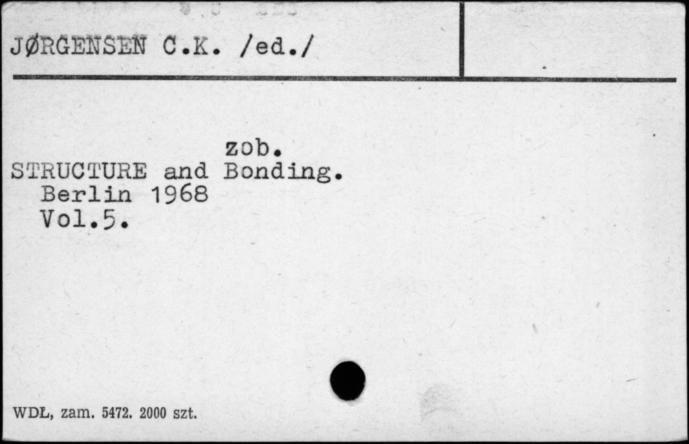 JØRGENSEN C.K. /ed./
zob.
STRUCTURE and Bonding.
Berlin 1968
Vol.5.
WDŁ, zam. 5472. 2000 szt.